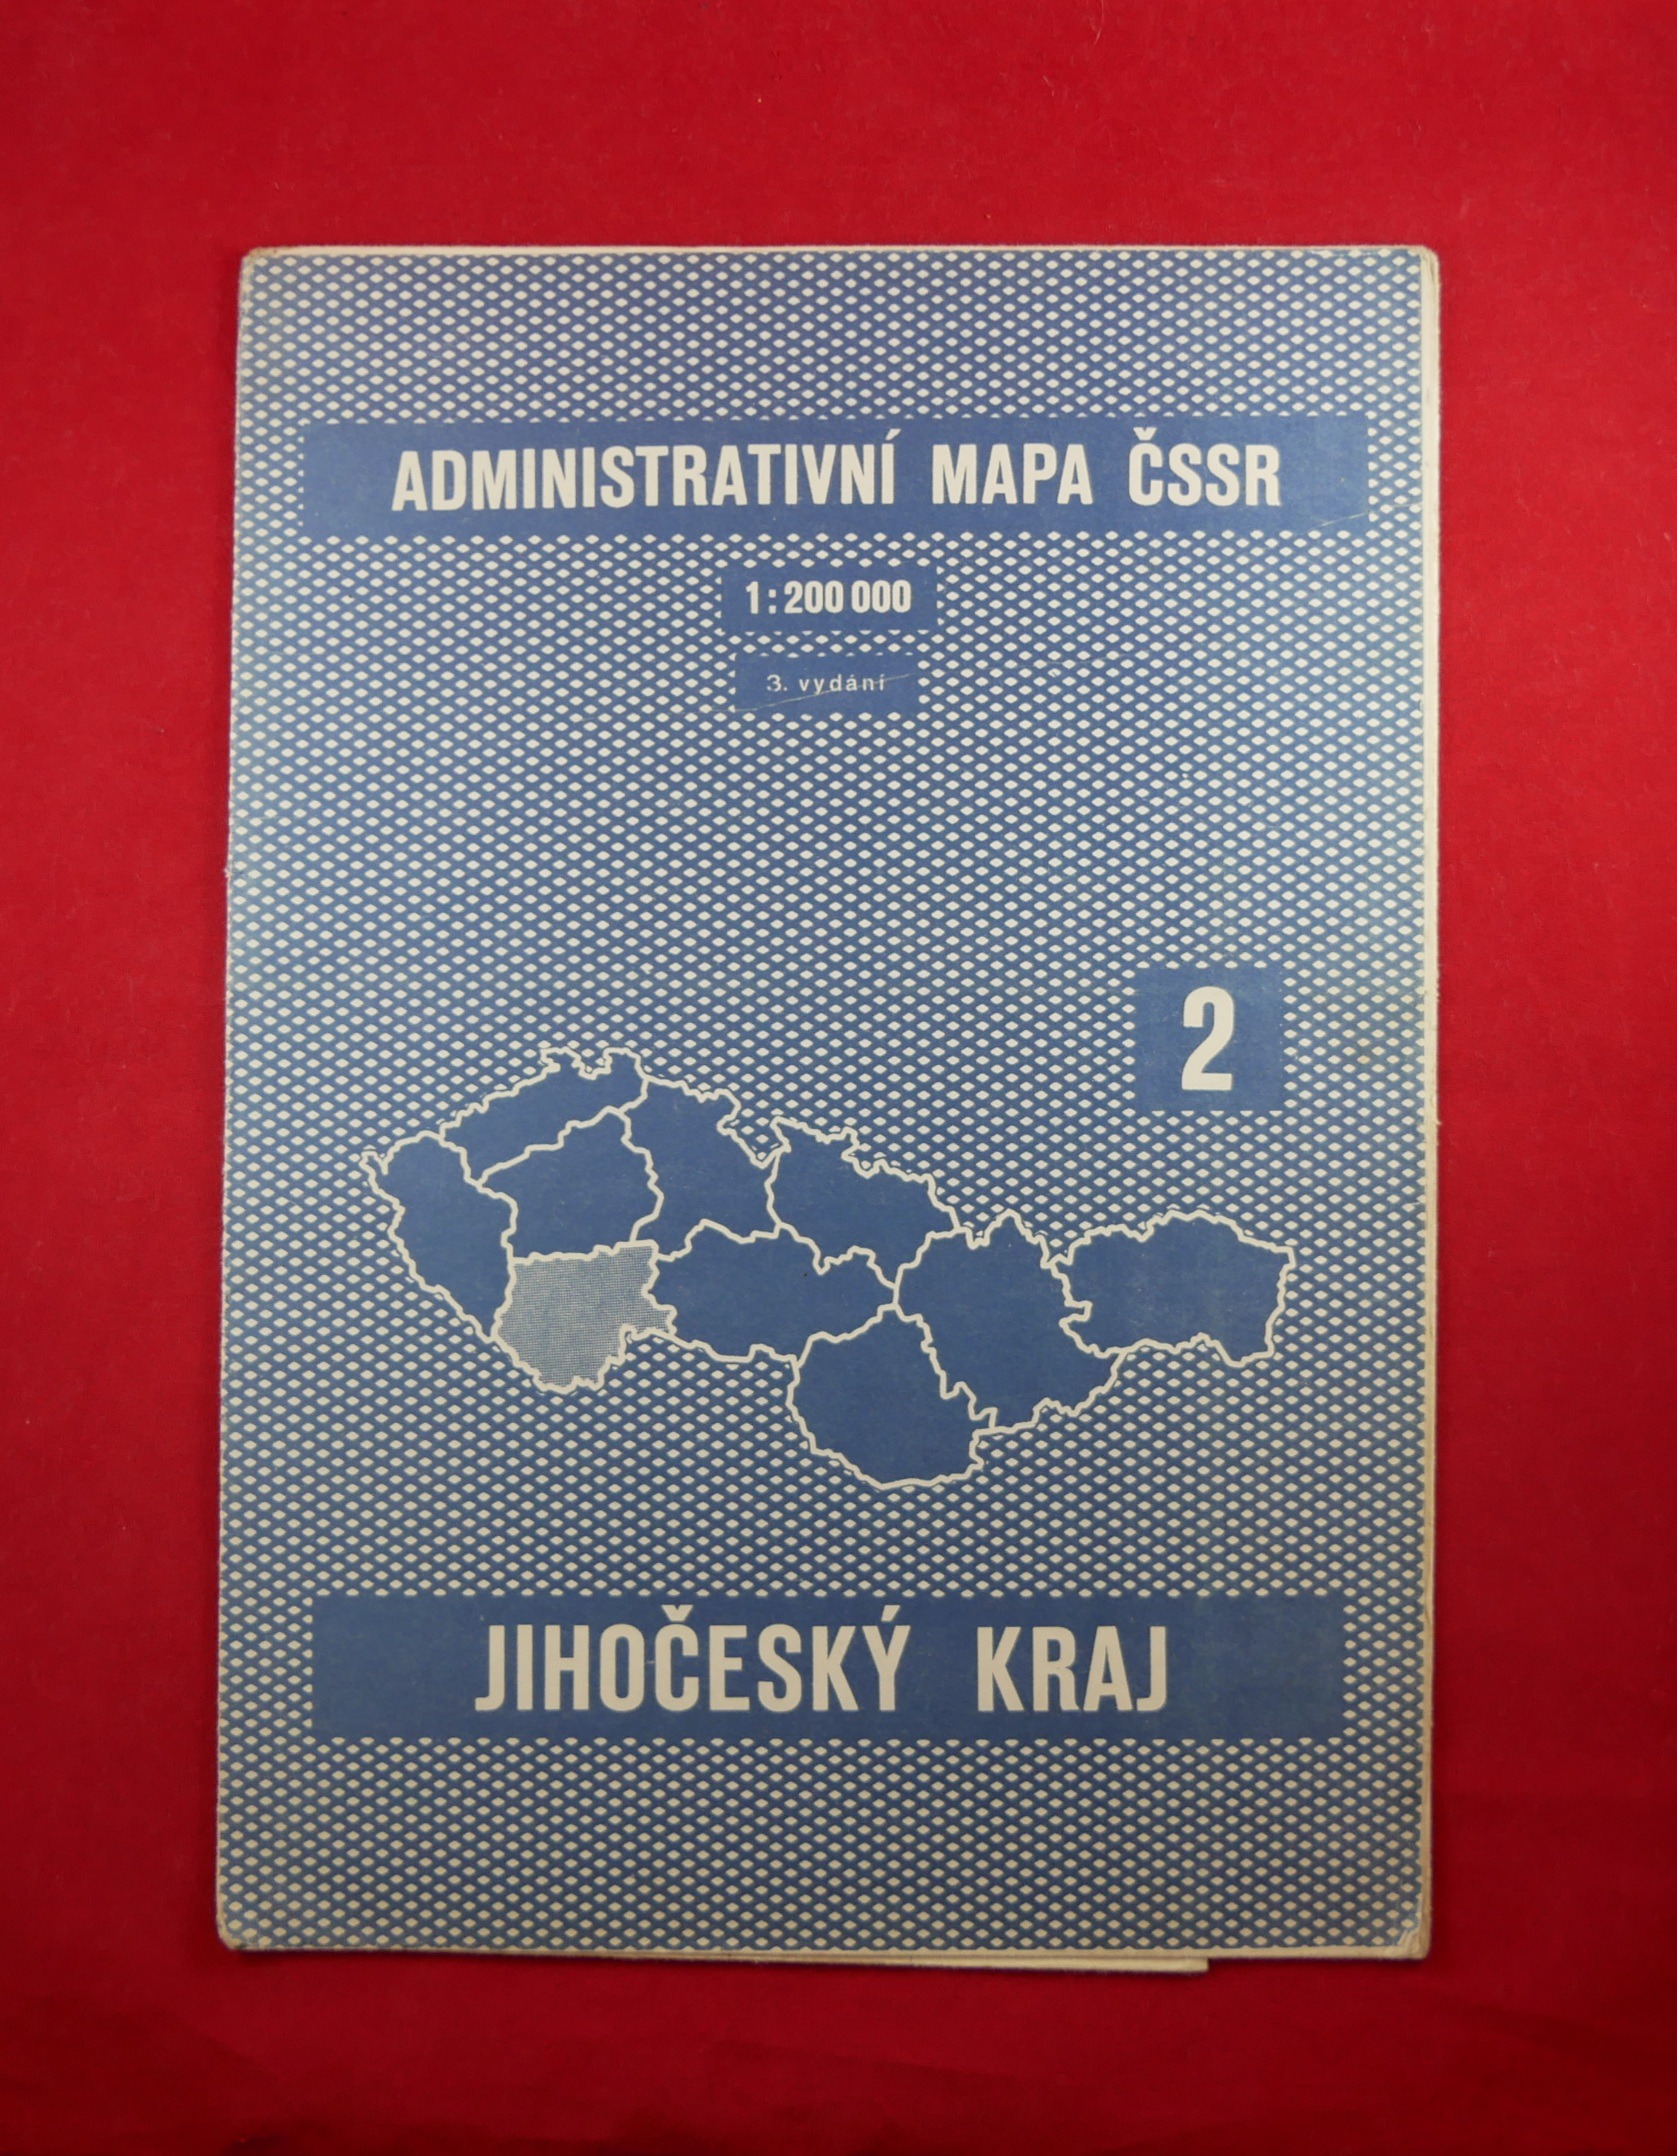 ADMINISTRATIVNÍ MAPA ČSSR
1:200 000
3. vydání
2
JIHOČESKÝ KRAJ